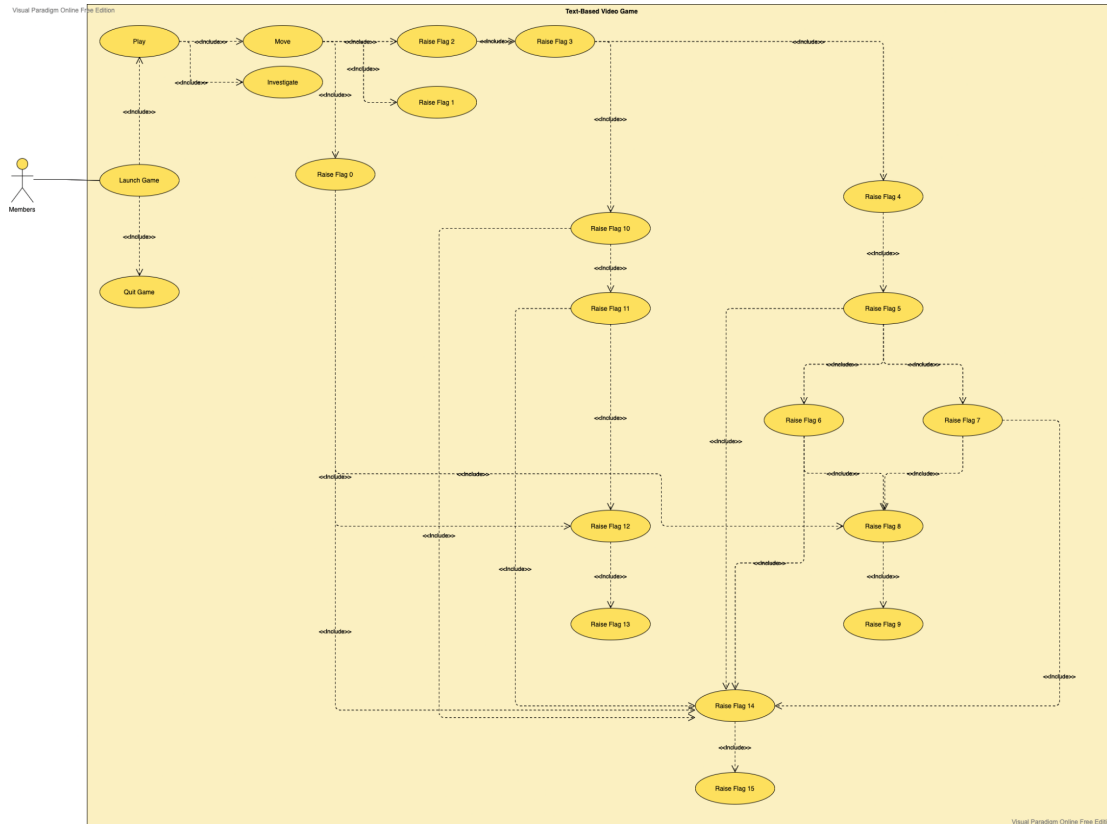 Visual Paradigm Online Free Edition
Text-Based Video Game
Play
<<Include>>
Move
<<Include>>
Raise Flag 2
<<Include>>
Raise Flag 3
<<Include>>
<<Include>>
Investigate
<<Include>>
<<Include>>
Raise Flag 1
<<Include>>
<<Include>>
Members
Launch Game
Raise Flag 0
Raise Flag 4
<<Include>>
Raise Flag 10
<<Include>>
<<Include>>
Quit Game
Raise Flag 11
Raise Flag 5
<<Include>>
<<Include>>
<<Include>>
Raise Flag 6
Raise Flag 7
<<Include>>
<<Include>>
<<Include>>
<<Include>>
<<Include>>
<<Include>>
Raise Flag 12
Raise Flag 8
<<Include>>
<<Include>>
<<Include>>
<<Include>>
<<Include>>
Raise Flag 13
Raise Flag 9
<<Include>>
<<Include>>
Raise Flag 14
<<Include>>
Raise Flag 15
Visual Paradigm Online Free Edit